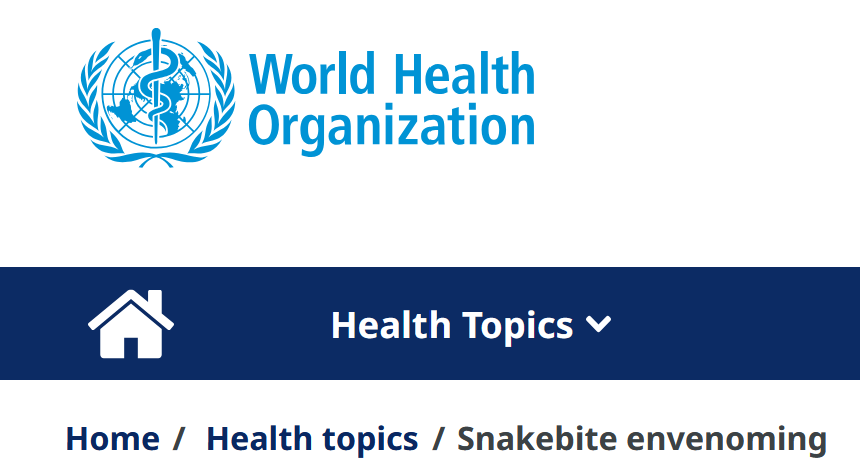 World Health
Organization
Health Topics
Home / Health topics / Snakebite envenoming